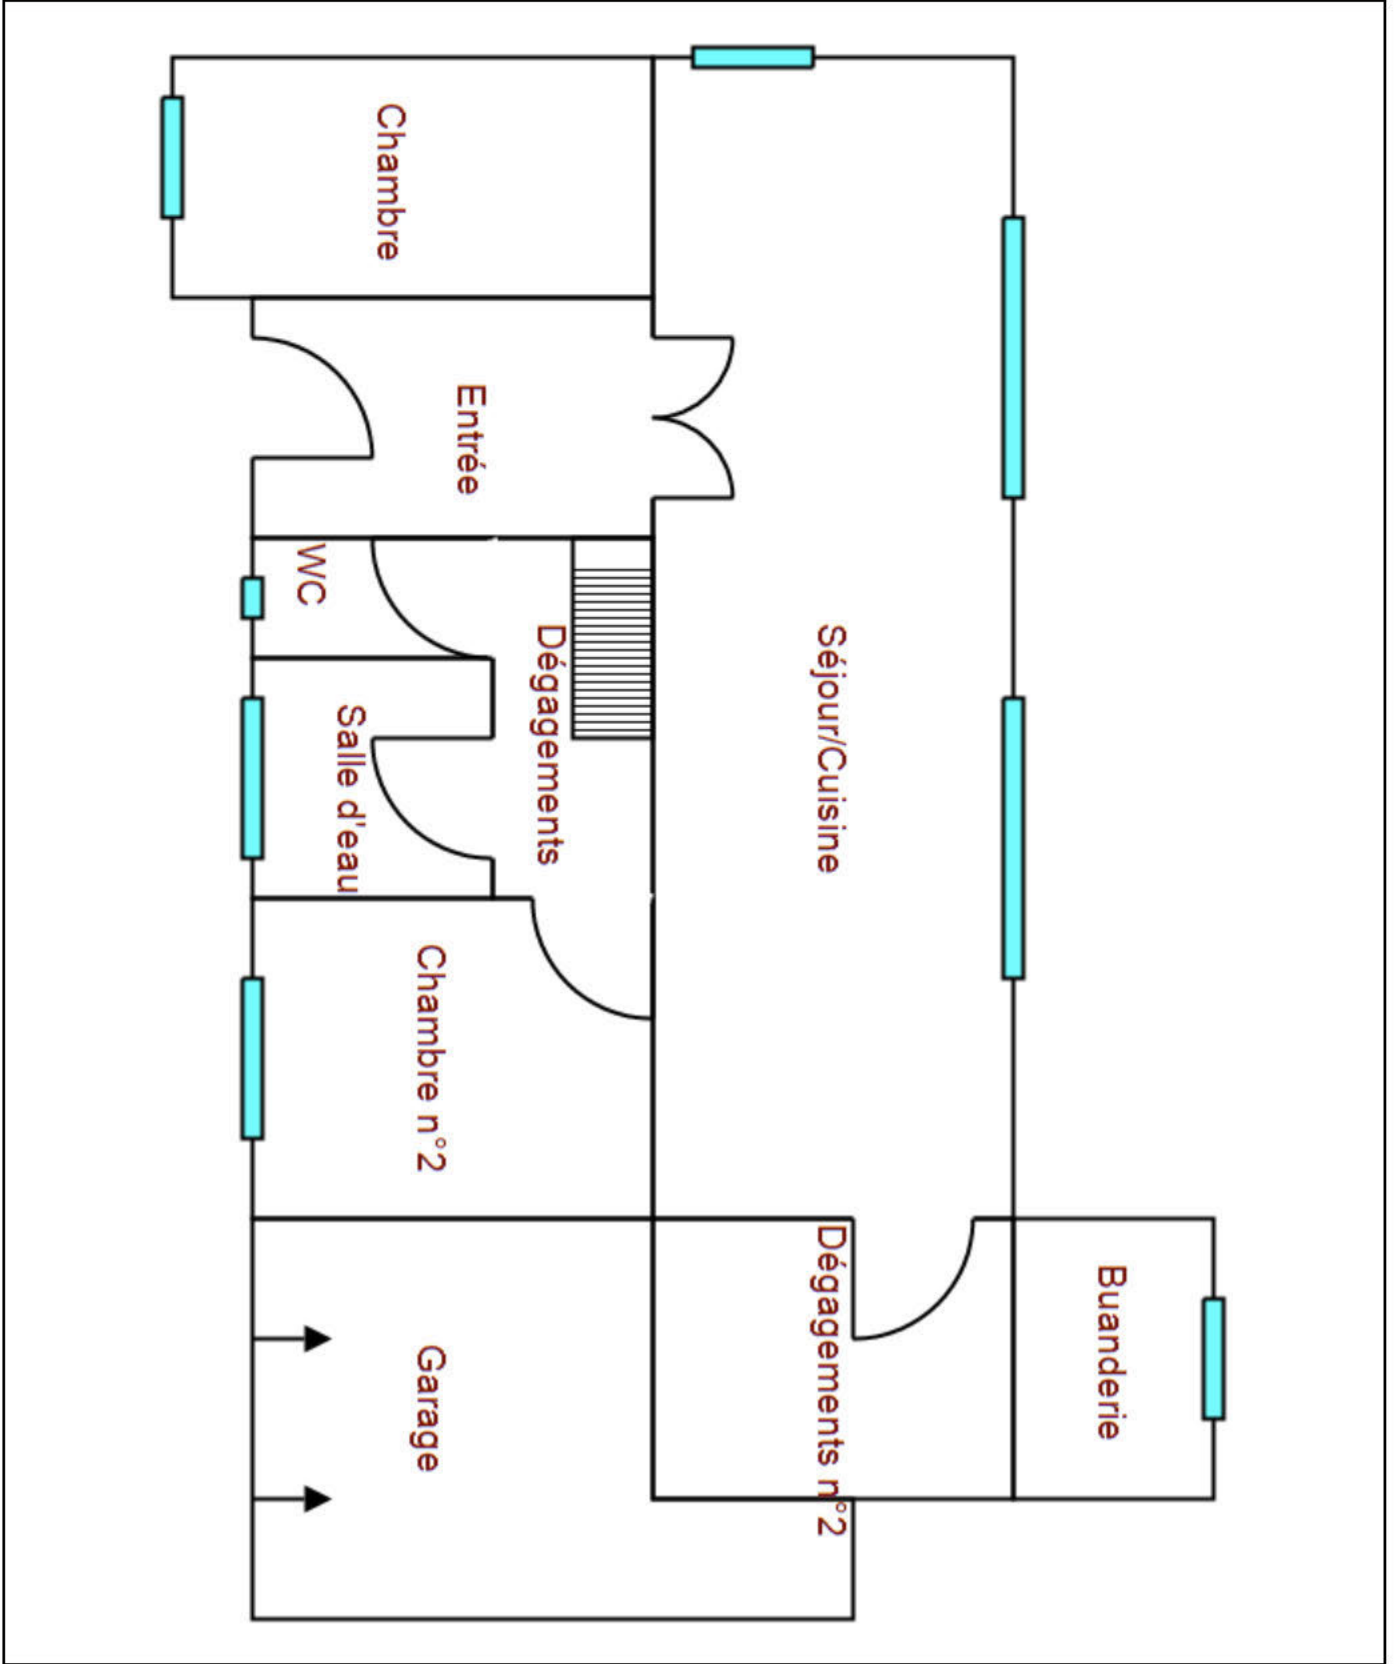 Chambre
Entrée
WC
Dégagements
Séjour/Cuisine
Salle d'eau
Chambre n°2
Dégagements n°2
Buanderie
Garage